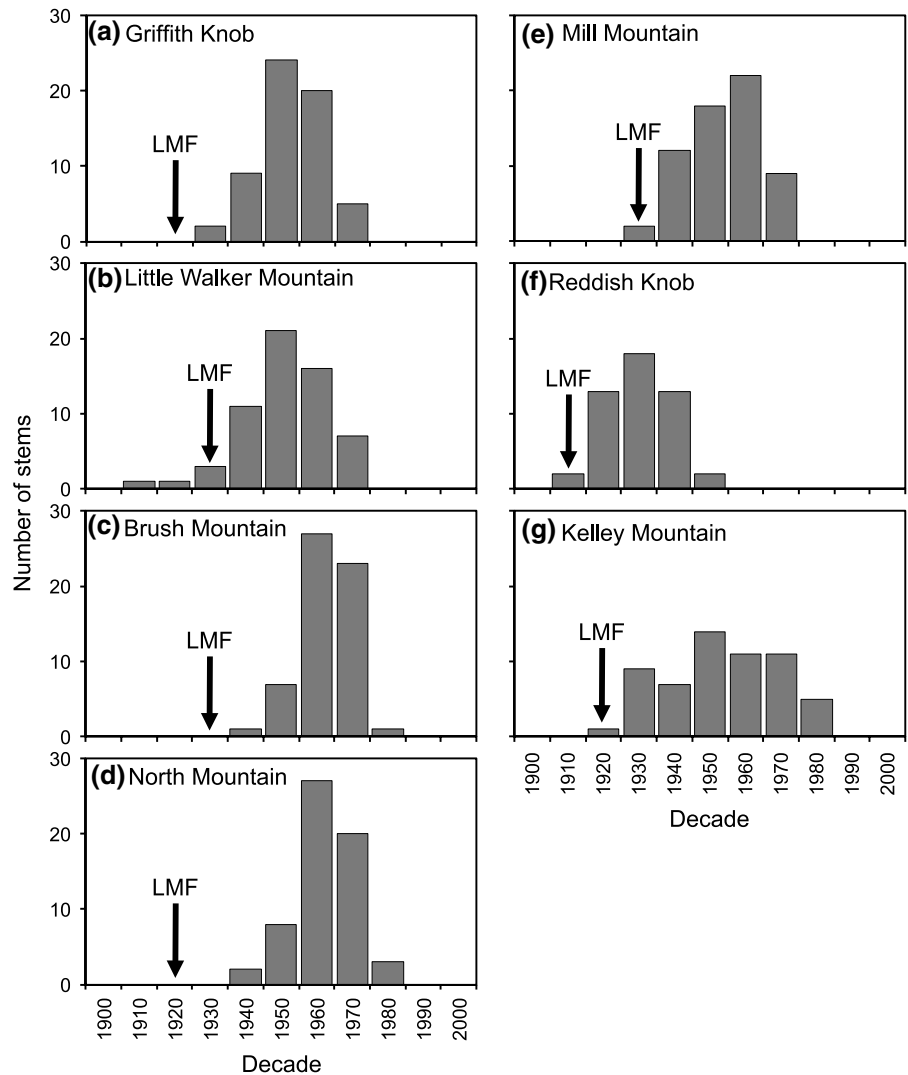 (a) Griffith Knob
LMF
30
20
10
0
(b) Little Walker Mountain
LMF
30
20
10
0
(c) Brush Mountain
LMF
30
20
10
0
(d) North Mountain
LMF
30
20
10
0
Number of stems
1900 1910 1920 1930 1940 1950 1960 1970 1980 1990 2000
Decade
(e) Mill Mountain
LMF
(f) Reddish Knob
LMF
(g) Kelley Mountain
LMF
1900 1910 1920 1930 1940 1950 1960 1970 1980 1990 2000
Decade